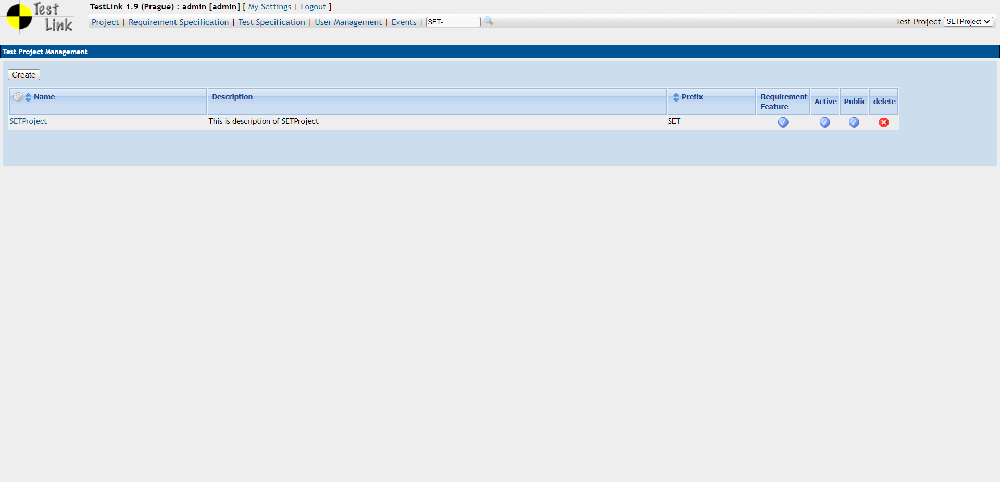 Test Link
TestLink 1.9 (Prague) : admin [admin] [ My Settings | Logout ]
Project | Requirement Specification | Test Specification | User Management | Events | SET-
Test Project SETProject
Test Project Management
Create
Name Description Prefix Requirement Feature Active Public delete
SETProject This is description of SETProject SET